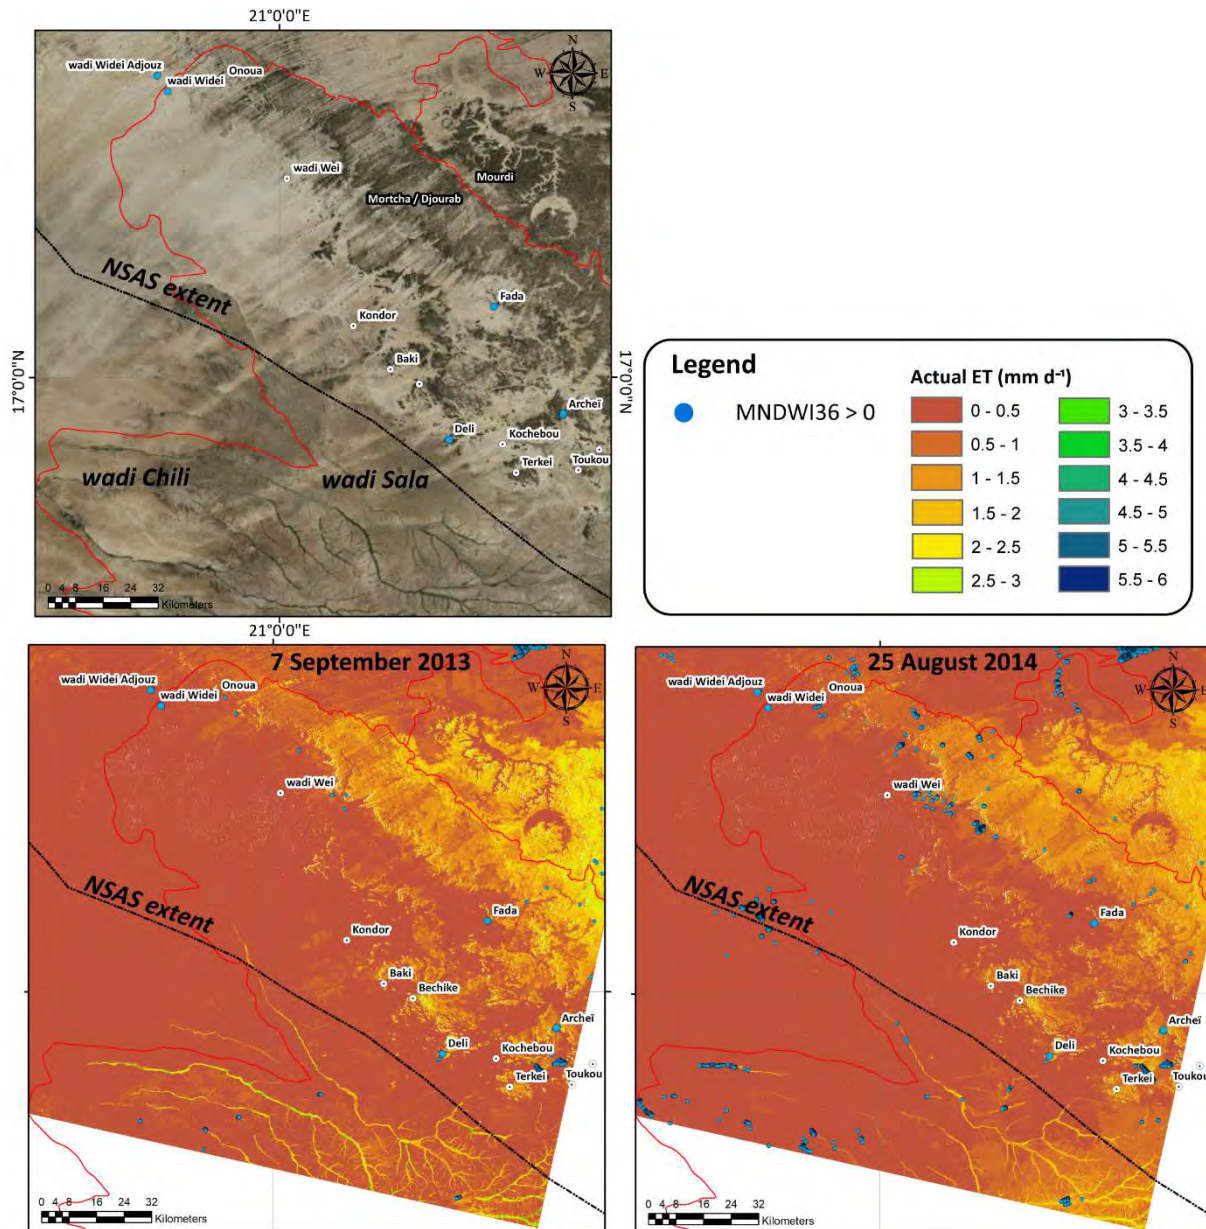 21°0'0"E
N
W E
S
wadi Widei Adjouz
Onoua
wadi Widei
wadi Wei
Mourdi
Mortcha / Djourab
NSAS extent
Fada
Kondor
Baki
17°0'0"N
17°0'0"N
Archeï
Deli
Kochebou
Terkei
Toukou
wadi Chili
wadi Sala
0 4 8 16 24 32
Kilometers
21°0'0"E
Legend
MNDWI36 > 0
Actual ET (mm d⁻¹)
0 - 0.5
0.5 - 1
1 - 1.5
1.5 - 2
2 - 2.5
2.5 - 3
3 - 3.5
3.5 - 4
4 - 4.5
4.5 - 5
5 - 5.5
5.5 - 6
7 September 2013
N
W E
S
wadi Widei Adjouz
Onoua
wadi Widei
wadi Wei
NSAS extent
Fada
Kondor
Baki
Bechike
Archeï
Deli
Kochebou
Terkei
Toukou
0 4 8 16 24 32
Kilometers
25 August 2014
N
W E
S
wadi Widei Adjouz
Onoua
wadi Widei
wadi Wei
NSAS extent
Fada
Kondor
Baki
Bechike
Archeï
Deli
Kochebou
Terkei
Toukou
0 4 8 16 24 32
Kilometers